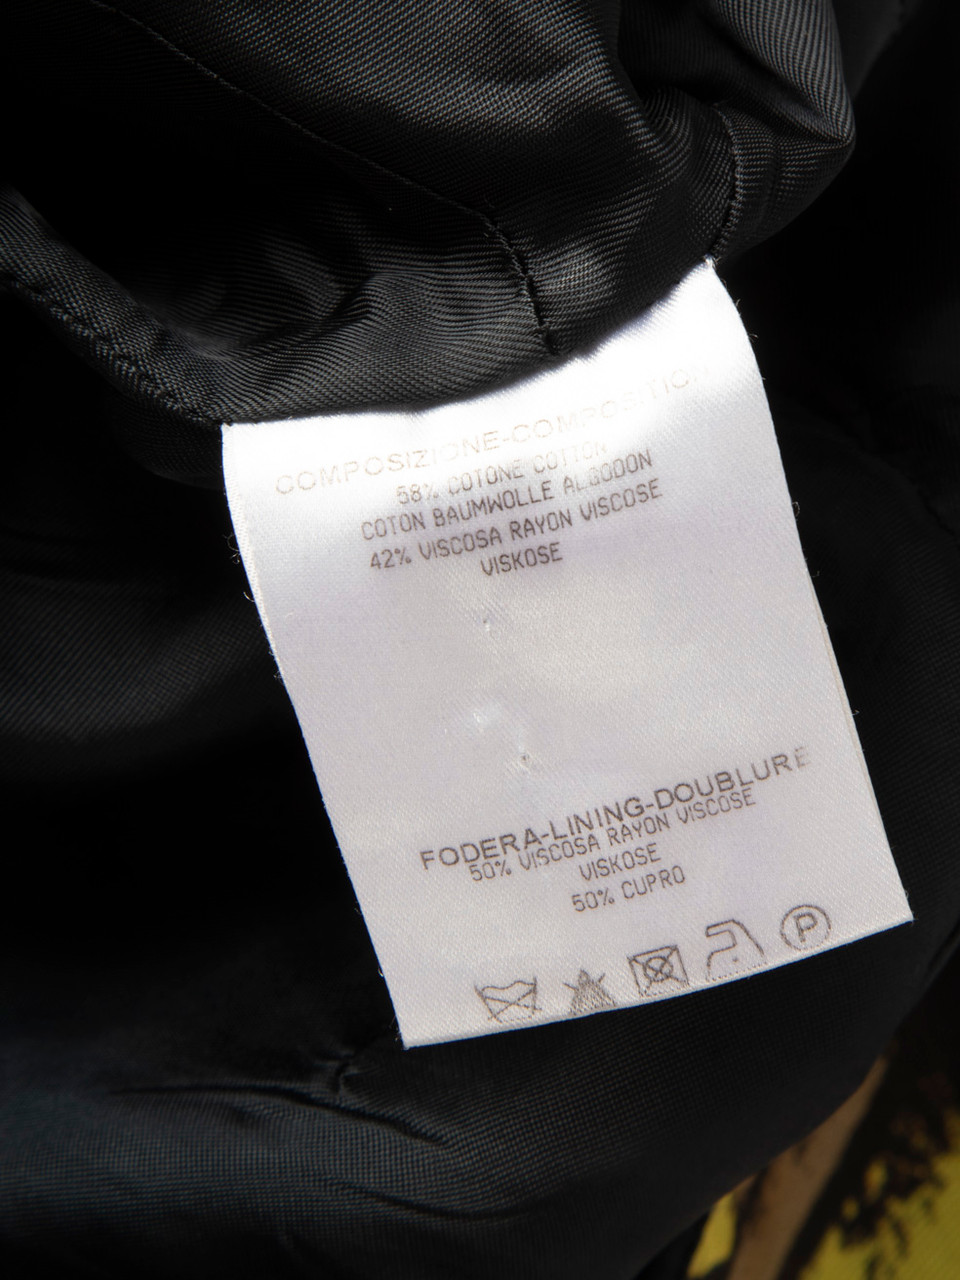 COMPOSIZIONE-COMPOSITION
58% COTONE COTTON
COTON BAUMWOLLE ALGODON
42% VISCOSA RAYON VISCOSE
VISKOSE
FODERA-LINING-DOUBLURE
50% VISCOSA RAYON VISCOSE
VISKOSE
50% CUPRO
P